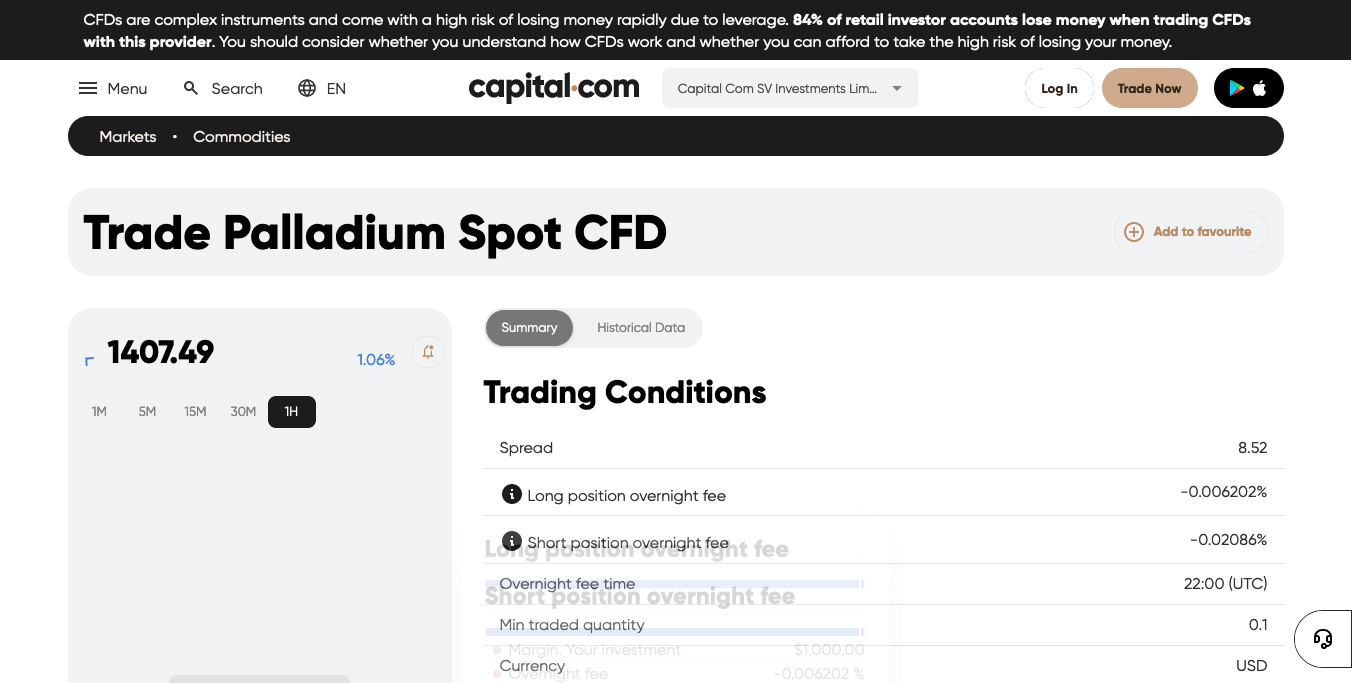 CFDs are complex instruments and come with a high risk of losing money rapidly due to leverage. 84% of retail investor accounts lose money when trading CFDs
with this provider. You should consider whether you understand how CFDs work and whether you can afford to take the high risk of losing your money.
Menu Search EN capital.com Capital Com SV Investments Lim... Log In Trade Now
Markets • Commodities
Trade Palladium Spot CFD
Add to favourite
1407.49
1.06%
1M 5M 15M 30M 1H
Summary Historical Data
Trading Conditions
Spread 8.52
Long position overnight fee -0.006202%
Short position overnight fee -0.02086%
Long position overnight fee
Overnight fee time 22:00 (UTC)
Short position overnight fee
Min traded quantity 0.1
Margin. Your investment $1,000.00
Currency USD
Overnight fee -0.006202 %